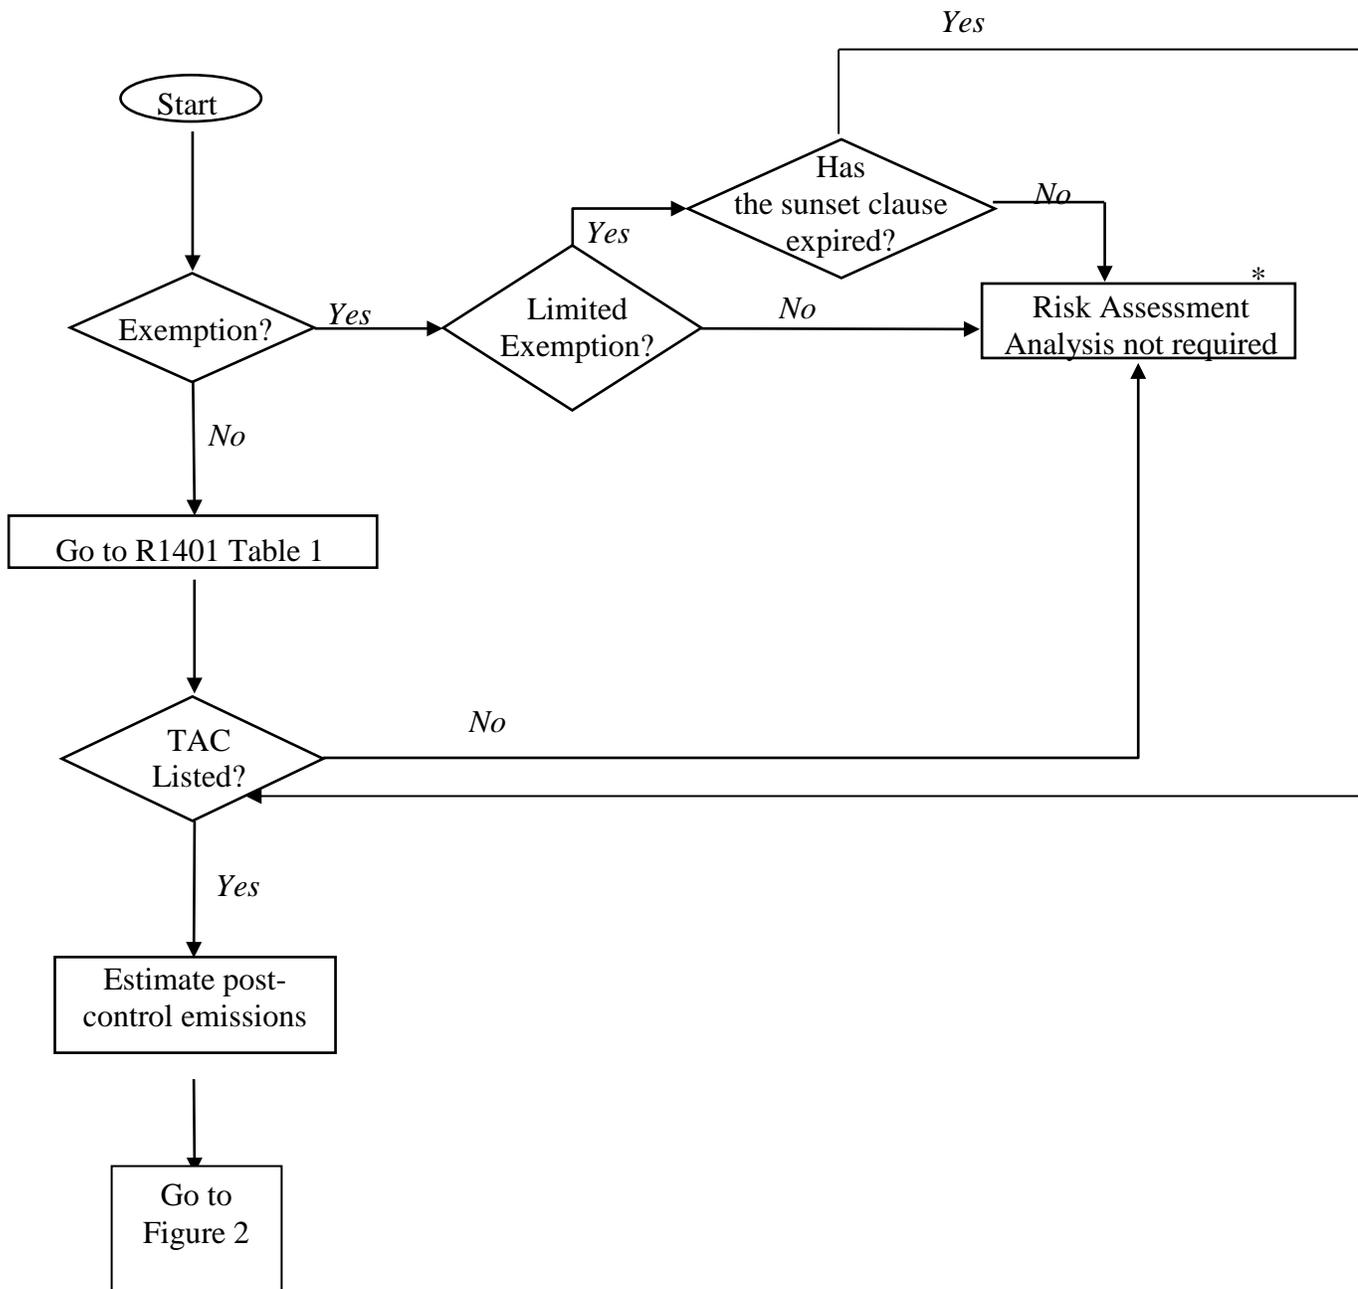 Yes
Start
Has
the sunset clause
expired?
No
Yes
*
Exemption?
Yes
Limited
Exemption?
No
Risk Assessment
Analysis not required
No
Go to R1401 Table 1
TAC
Listed?
No
Yes
Estimate post-
control emissions
Go to
Figure 2